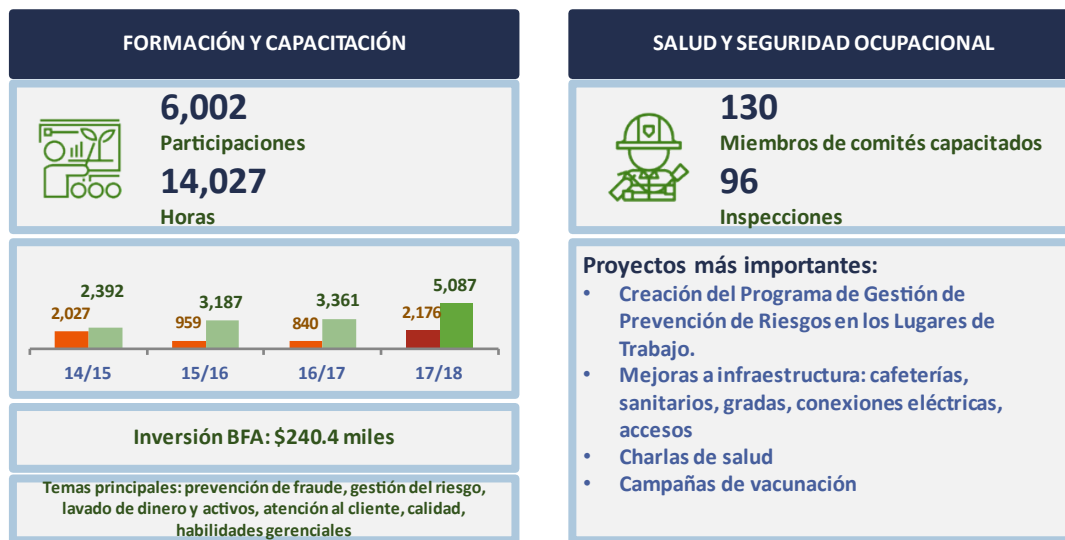 FORMACIÓN Y CAPACITACIÓN
6,002
Participaciones
14,027
Horas
2,027
2,392
959
3,187
840
3,361
2,176
5,087
14/15
15/16
16/17
17/18
Inversión BFA: $240.4 miles
Temas principales: prevención de fraude, gestión del riesgo,
lavado de dinero y activos, atención al cliente, calidad,
habilidades gerenciales
SALUD Y SEGURIDAD OCUPACIONAL
130
Miembros de comités capacitados
96
Inspecciones
Proyectos más importantes:
• Creación del Programa de Gestión de
Prevención de Riesgos en los Lugares de
Trabajo.
• Mejoras a infraestructura: cafeterías,
sanitarios, gradas, conexiones eléctricas,
accesos
• Charlas de salud
• Campañas de vacunación